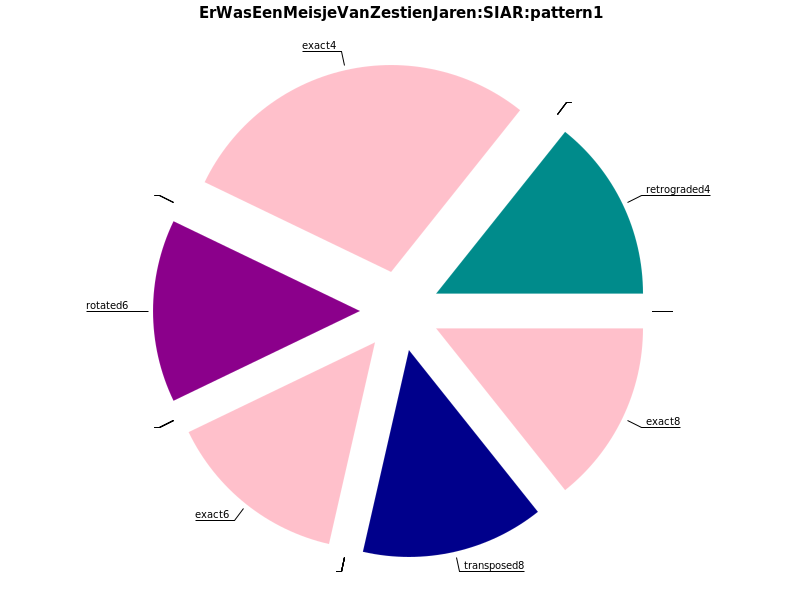 ErWasEenMeisjeVanZestienJaren:SIAR:pattern1
exact4
retrograded4
rotated6
exact8
exact6
transposed8